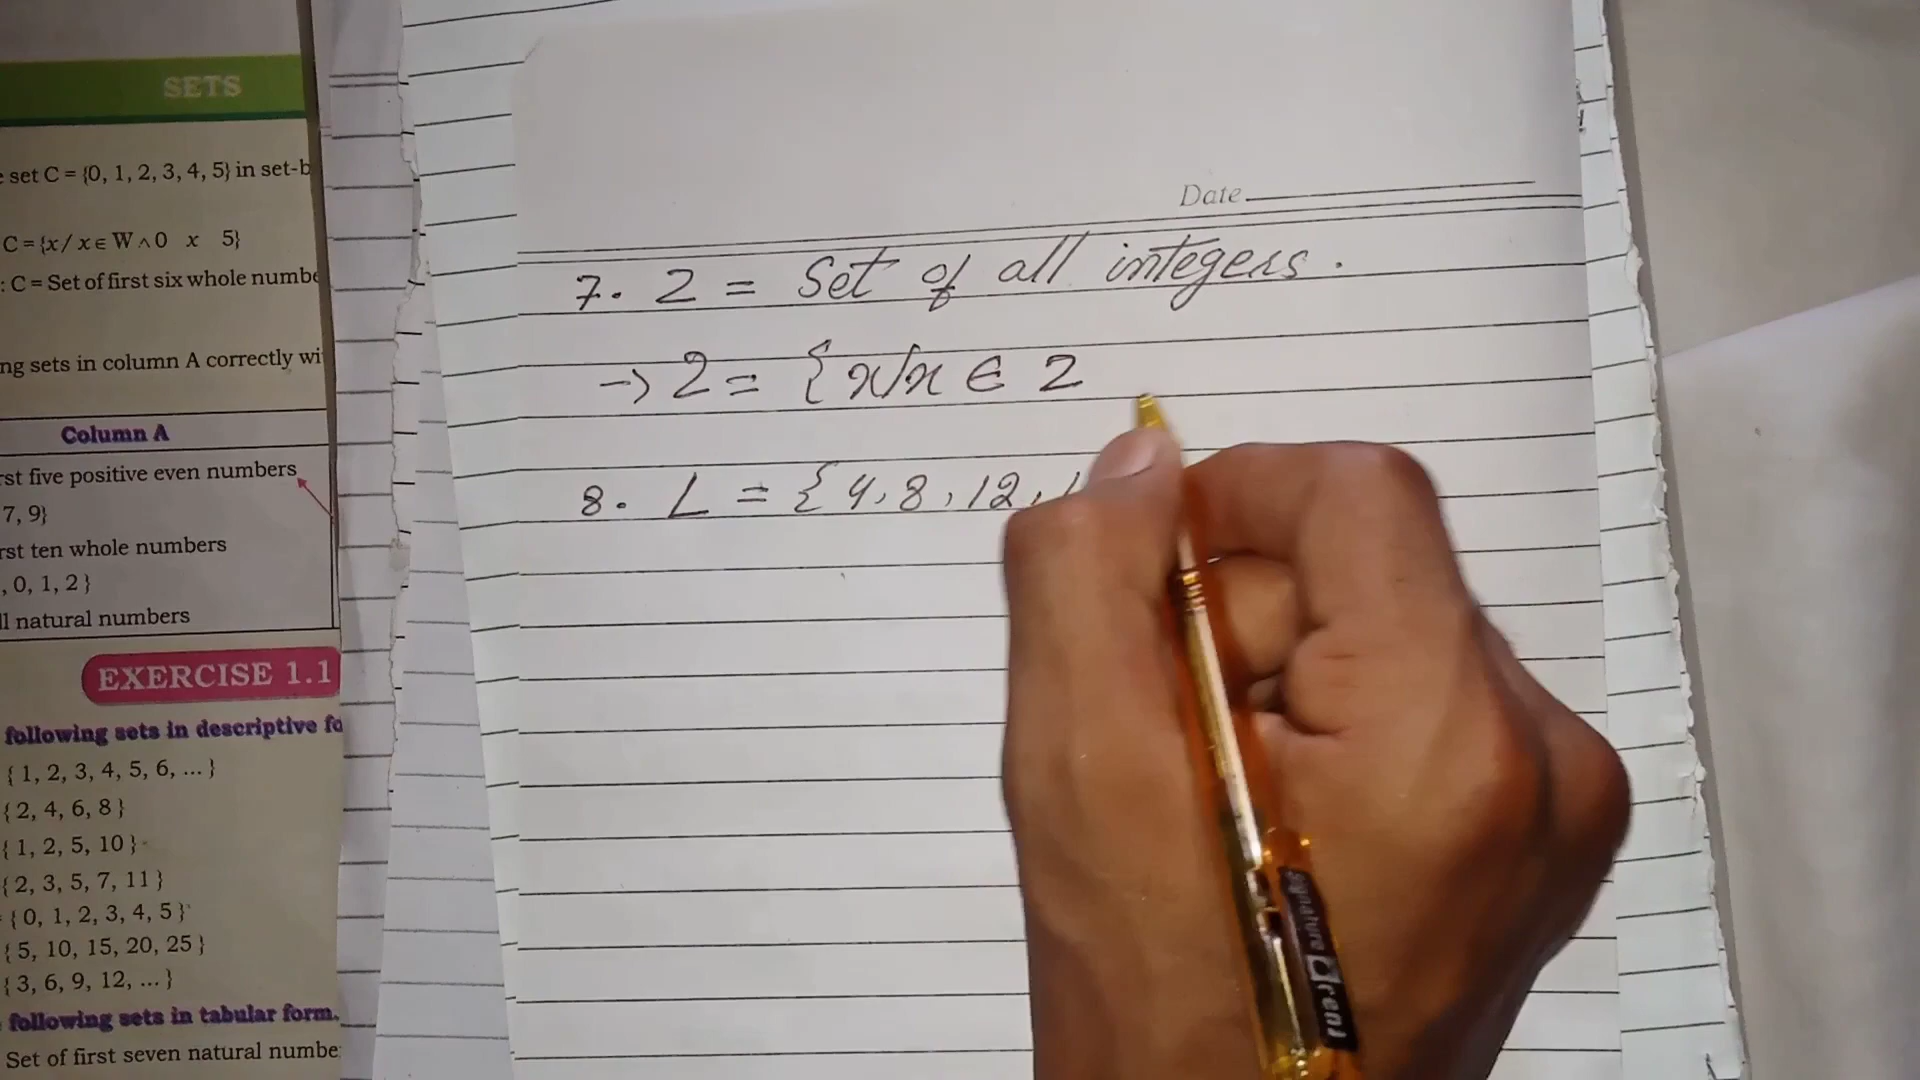 SETS
set C = {0, 1, 2, 3, 4, 5} in set-b
C = {x/x∈W∧0 x 5}
: C = Set of first six whole numbe
ng sets in column A correctly wi
Column A
rst five positive even numbers
7, 9}
rst ten whole numbers
, 0, 1, 2}
ll natural numbers
EXERCISE 1.1
following sets in descriptive fo
{1, 2, 3, 4, 5, 6, ...}
{2, 4, 6, 8}
{1, 2, 5, 10}
{2, 3, 5, 7, 11}
{0, 1, 2, 3, 4, 5}
{5, 10, 15, 20, 25}
{3, 6, 9, 12, ...}
following sets in tabular form.
Set of first seven natural numbe
Date
7. Z = Set of all integers.
→ Z = {x/x ∈ Z
8. L = {4, 8, 12, 1
signature